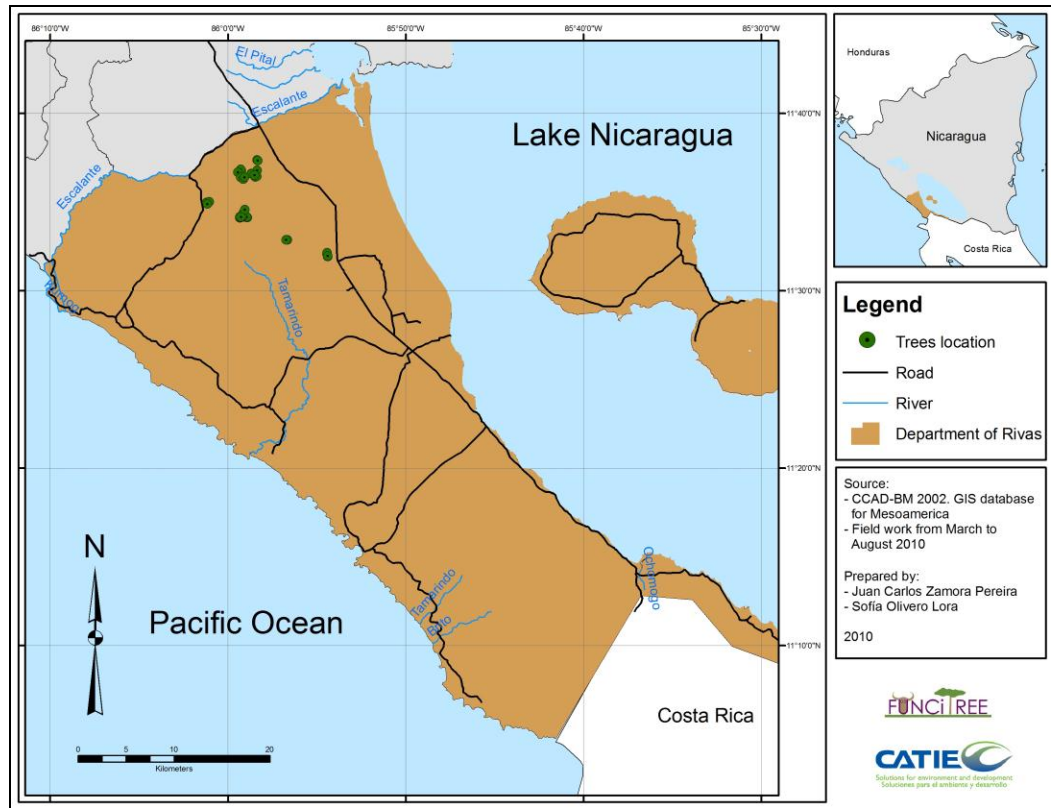 86°10'0"W 86°0'0"W 85°50'0"W 85°40'0"W 85°30'0"W
El Pital
Escalante
Escalante
Lake Nicaragua
Tamarindo
Pacific Ocean
Tamarindo
Ochomogo
Costa Rica
N
0 5 10 20
Kilometers
11°40'0"N
11°30'0"N
11°20'0"N
11°10'0"N
Honduras
Nicaragua
Costa Rica
Legend
Trees location
Road
River
Department of Rivas
Source:
- CCAD-BM 2002. GIS database
for Mesoamerica
- Field work from March to
August 2010
Prepared by:
- Juan Carlos Zamora Pereira
- Sofía Olivero Lora
2010
FUNCiTREE
CATIE
Solutions for environment and development
Soluciones para el ambiente y desarrollo